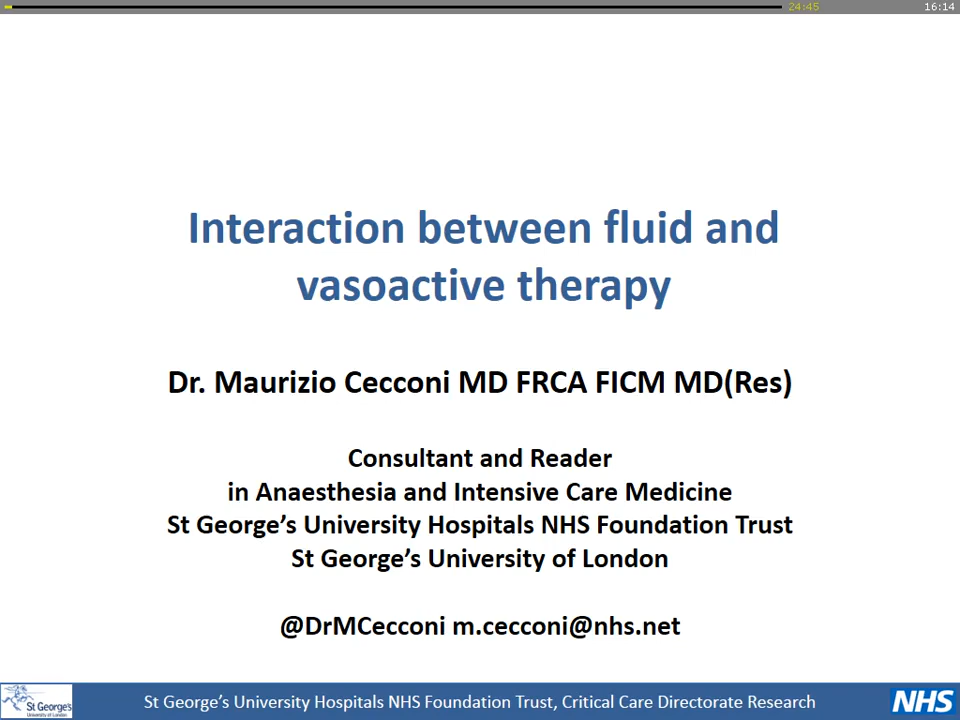 24:45
16:14
Interaction between fluid and
vasoactive therapy
Dr. Maurizio Cecconi MD FRCA FICM MD(Res)
Consultant and Reader
in Anaesthesia and Intensive Care Medicine
St George’s University Hospitals NHS Foundation Trust
St George’s University of London
@DrMCecconi m.cecconi@nhs.net
St George's
University of London
St George’s University Hospitals NHS Foundation Trust, Critical Care Directorate Research
NHS